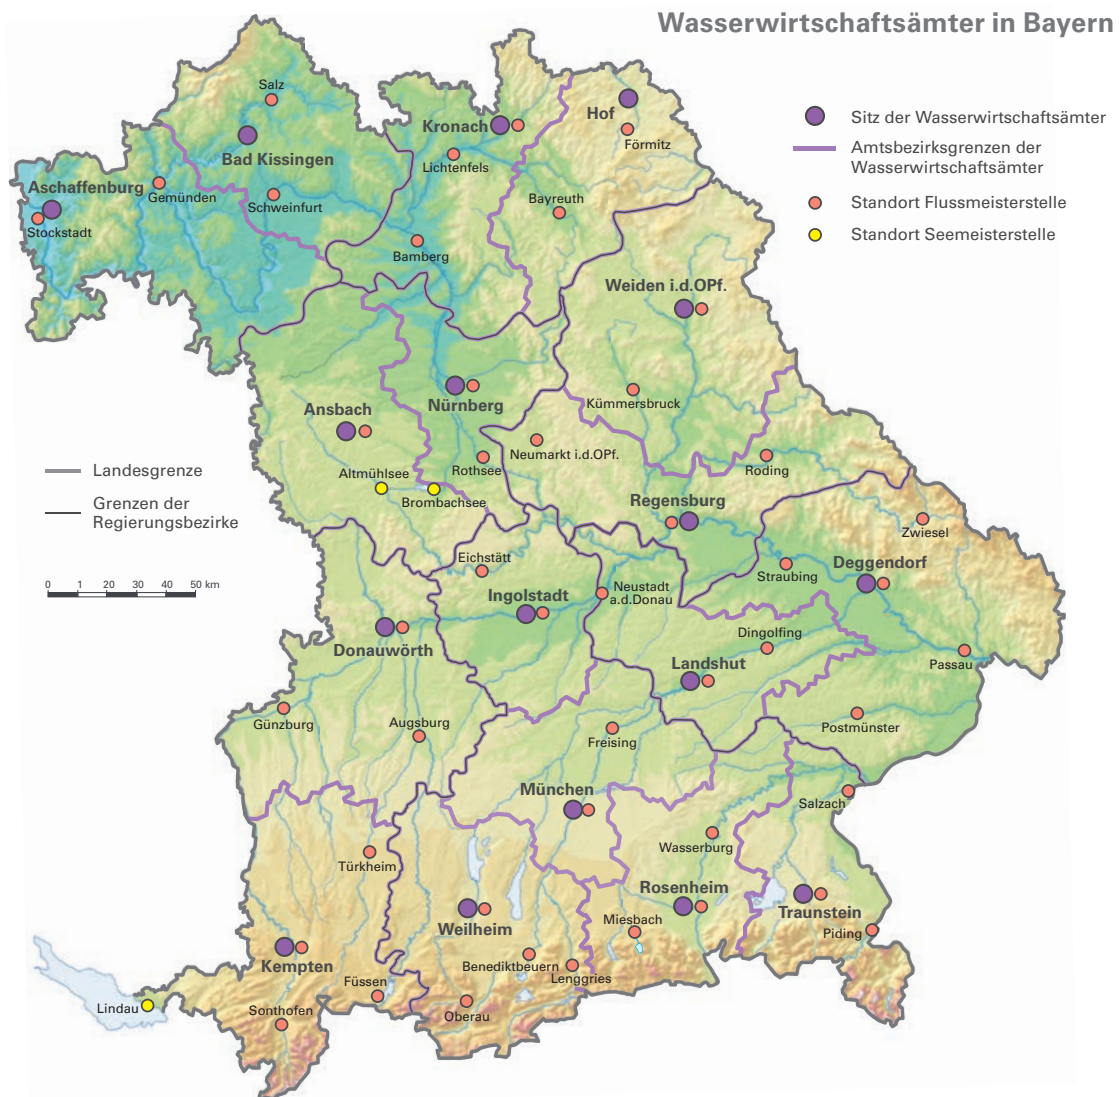 Wasserwirtschaftsämter in Bayern
Sitz der Wasserwirtschaftsämter
Amtsbezirksgrenzen der
Wasserwirtschaftsämter
Standort Flussmeisterstelle
Standort Seemeisterstelle
Salz
Kronach
Hof
Förmitz
Bad Kissingen
Lichtenfels
Aschaffenburg
Gemünden
Schweinfurt
Bayreuth
Stockstadt
Bamberg
Weiden i.d.OPf.
Kümmersbruck
Ansbach
Nürnberg
Neumarkt i.d.OPf.
Rothsee
Roding
Landesgrenze
Altmühlsee
Brombachsee
Grenzen der
Regierungsbezirke
Regensburg
Zwiesel
Eichstätt
Straubing
Deggendorf
0 1 20 30 40 50 km
Ingolstadt
Neustadt
a.d.Donau
Donauwörth
Dingolfing
Landshut
Passau
Günzburg
Augsburg
Freising
Postmünster
München
Salzach
Türkheim
Wasserburg
Rosenheim
Weilheim
Miesbach
Traunstein
Piding
Kempten
Benediktbeuern
Lenggries
Füssen
Lindau
Sonthofen
Oberau